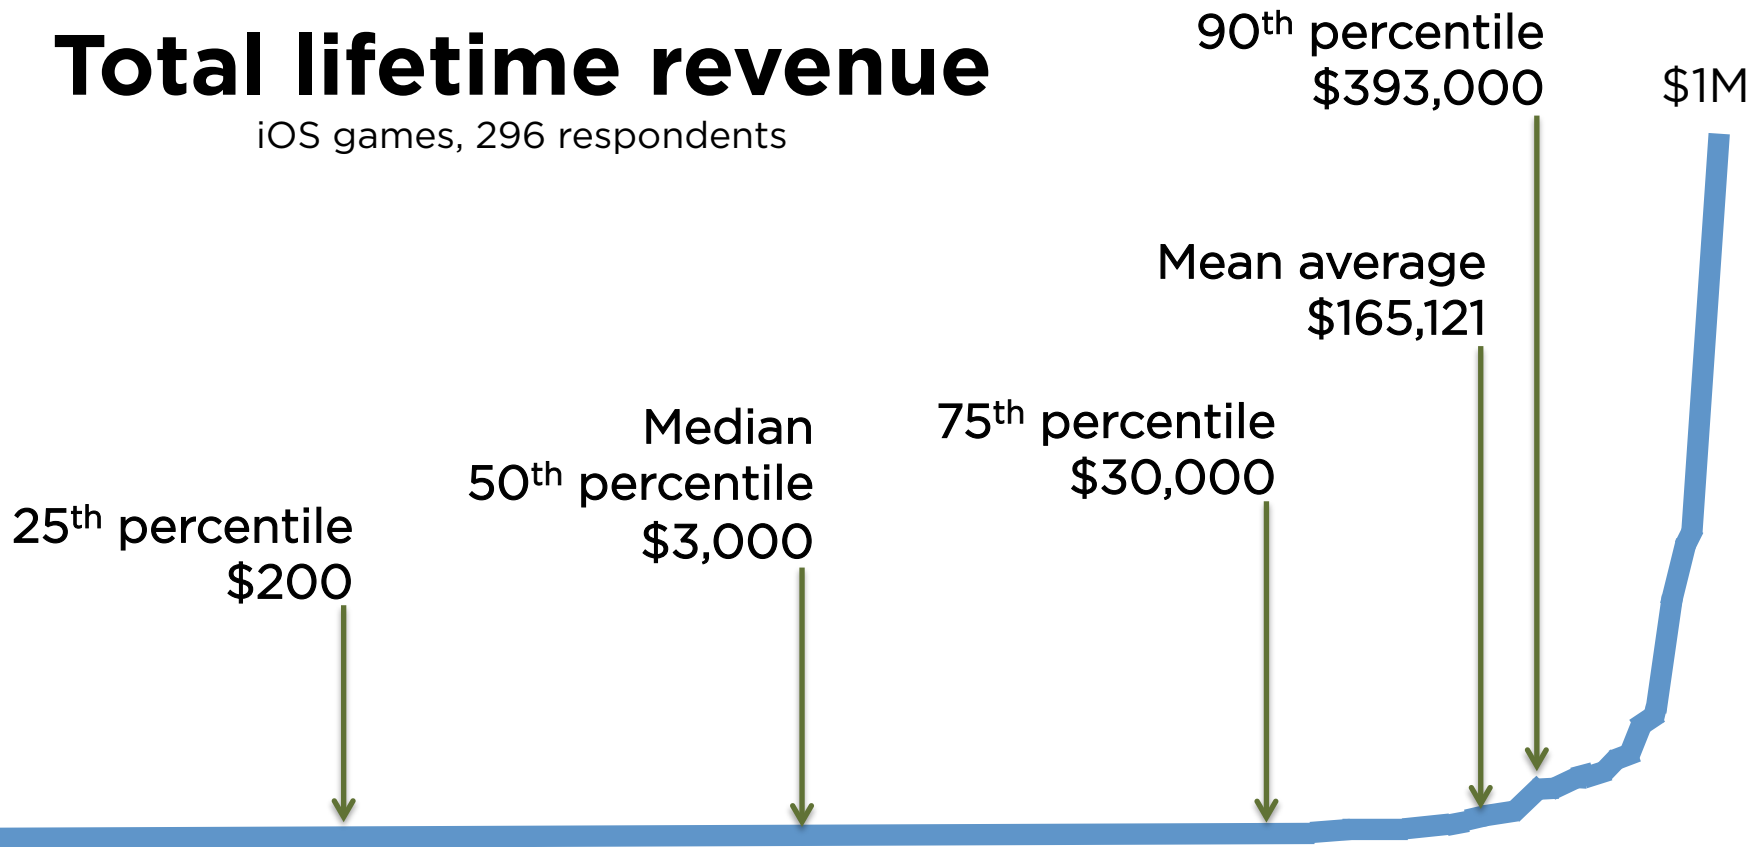 Total lifetime revenue
iOS games, 296 respondents
90th percentile
$393,000
$1M
Mean average
$165,121
75th percentile
$30,000
Median
50th percentile
$3,000
25th percentile
$200